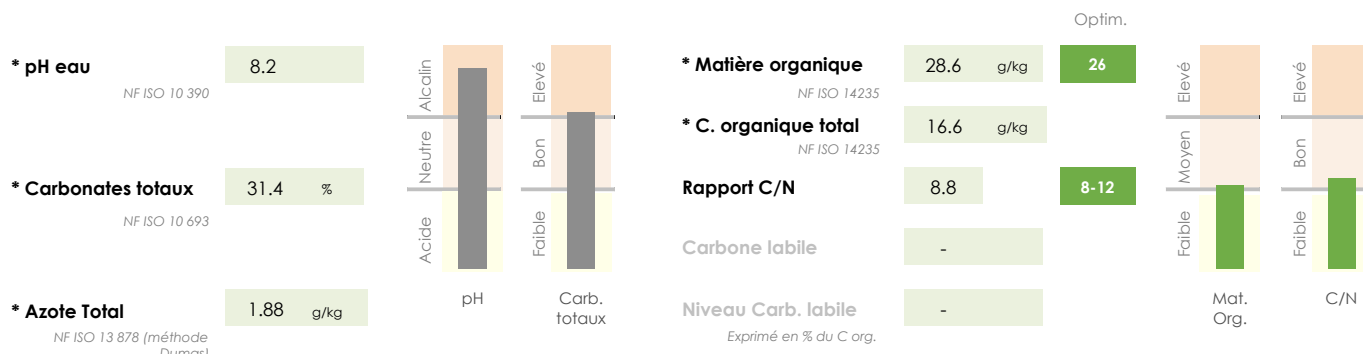 Optim.
* pH eau
8.2
NF ISO 10 390
* Carbonates totaux
31.4 %
NF ISO 10 693
* Azote Total
1.88 g/kg
NF ISO 13 878 (méthode
Dumas)
Alcalin
Neutre
Acide
pH
Elevé
Bon
Faible
Carb.
totaux
* Matière organique
28.6 g/kg
26
NF ISO 14235
* C. organique total
16.6 g/kg
NF ISO 14235
Rapport C/N
8.8
8-12
Carbone labile
-
Niveau Carb. labile
-
Exprimé en % du C org.
Elevé
Moyen
Faible
Mat.
Org.
Elevé
Bon
Faible
C/N